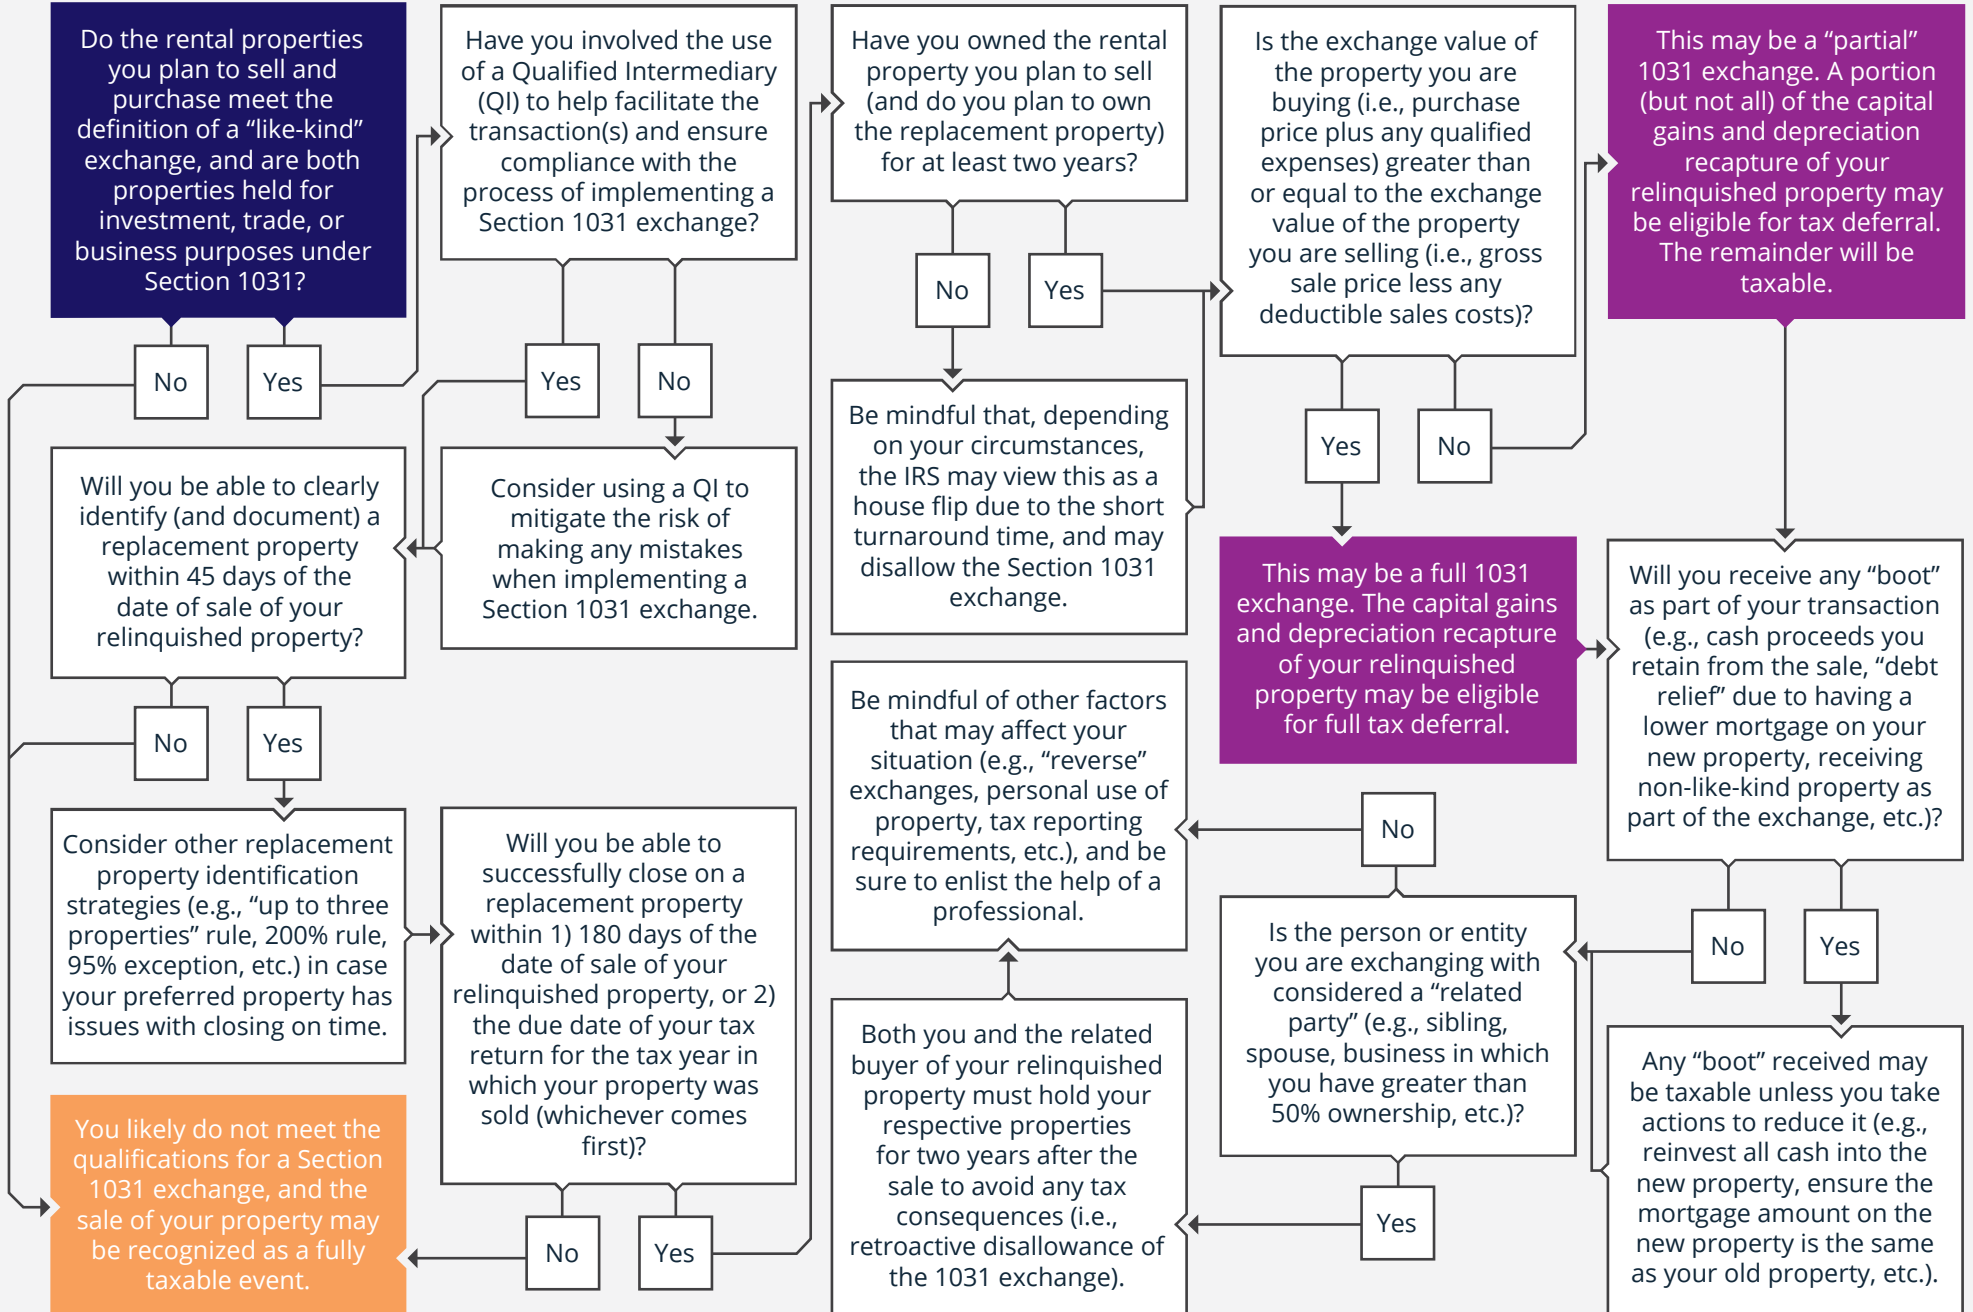 Do the rental properties
you plan to sell and
purchase meet the
definition of a “like-kind”
exchange, and are both
properties held for
investment, trade, or
business purposes under
Section 1031?
No
Yes
Have you involved the use
of a Qualified Intermediary
(QI) to help facilitate the
transaction(s) and ensure
compliance with the
process of implementing a
Section 1031 exchange?
Yes
No
Consider using a QI to
mitigate the risk of
making any mistakes
when implementing a
Section 1031 exchange.
Will you be able to clearly
identify (and document) a
replacement property
within 45 days of the
date of sale of your
relinquished property?
No
Yes
Consider other replacement
property identification
strategies (e.g., “up to three
properties” rule, 200% rule,
95% exception, etc.) in case
your preferred property has
issues with closing on time.
Will you be able to
successfully close on a
replacement property
within 1) 180 days of the
date of sale of your
relinquished property, or 2)
the due date of your tax
return for the tax year in
which your property was
sold (whichever comes
first)?
No
Yes
You likely do not meet the
qualifications for a Section
1031 exchange, and the
sale of your property may
be recognized as a fully
taxable event.
Have you owned the rental
property you plan to sell
(and do you plan to own
the replacement property)
for at least two years?
No
Yes
Be mindful that, depending
on your circumstances,
the IRS may view this as a
house flip due to the short
turnaround time, and may
disallow the Section 1031
exchange.
Is the exchange value of
the property you are
buying (i.e., purchase
price plus any qualified
expenses) greater than
or equal to the exchange
value of the property
you are selling (i.e., gross
sale price less any
deductible sales costs)?
Yes
No
This may be a “partial”
1031 exchange. A portion
(but not all) of the capital
gains and depreciation
recapture of your
relinquished property may
be eligible for tax deferral.
The remainder will be
taxable.
This may be a full 1031
exchange. The capital gains
and depreciation recapture
of your relinquished
property may be eligible
for full tax deferral.
Will you receive any “boot”
as part of your transaction
(e.g., cash proceeds you
retain from the sale, “debt
relief” due to having a
lower mortgage on your
new property, receiving
non-like-kind property as
part of the exchange, etc.)?
No
Yes
Any “boot” received may
be taxable unless you take
actions to reduce it (e.g.,
reinvest all cash into the
new property, ensure the
mortgage amount on the
new property is the same
as your old property, etc.).
Is the person or entity
you are exchanging with
considered a “related
party” (e.g., sibling,
spouse, business in which
you have greater than
50% ownership, etc.)?
No
Yes
Both you and the related
buyer of your relinquished
property must hold your
respective properties
for two years after the
sale to avoid any tax
consequences (i.e.,
retroactive disallowance of
the 1031 exchange).
Be mindful of other factors
that may affect your
situation (e.g., “reverse”
exchanges, personal use of
property, tax reporting
requirements, etc.), and be
sure to enlist the help of a
professional.